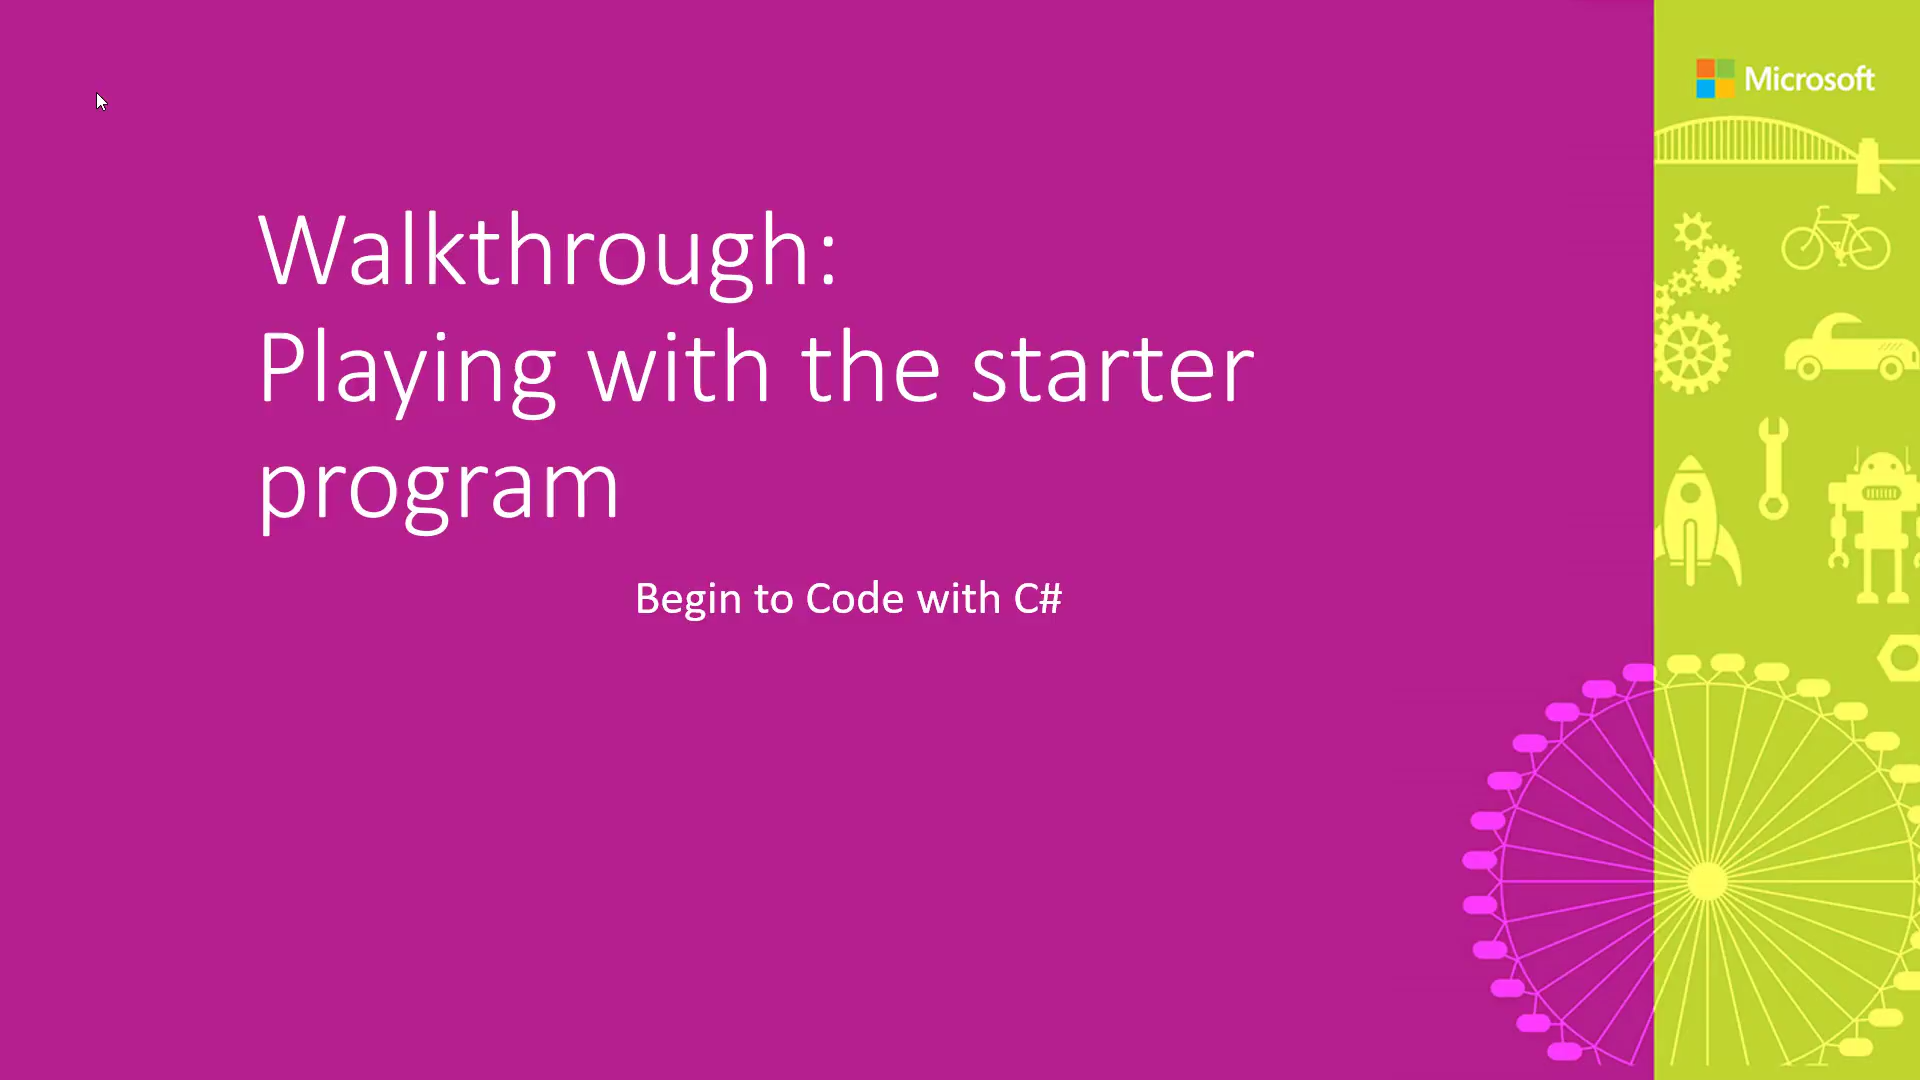 Microsoft
Walkthrough:
Playing with the starter
program
Begin to Code with C#